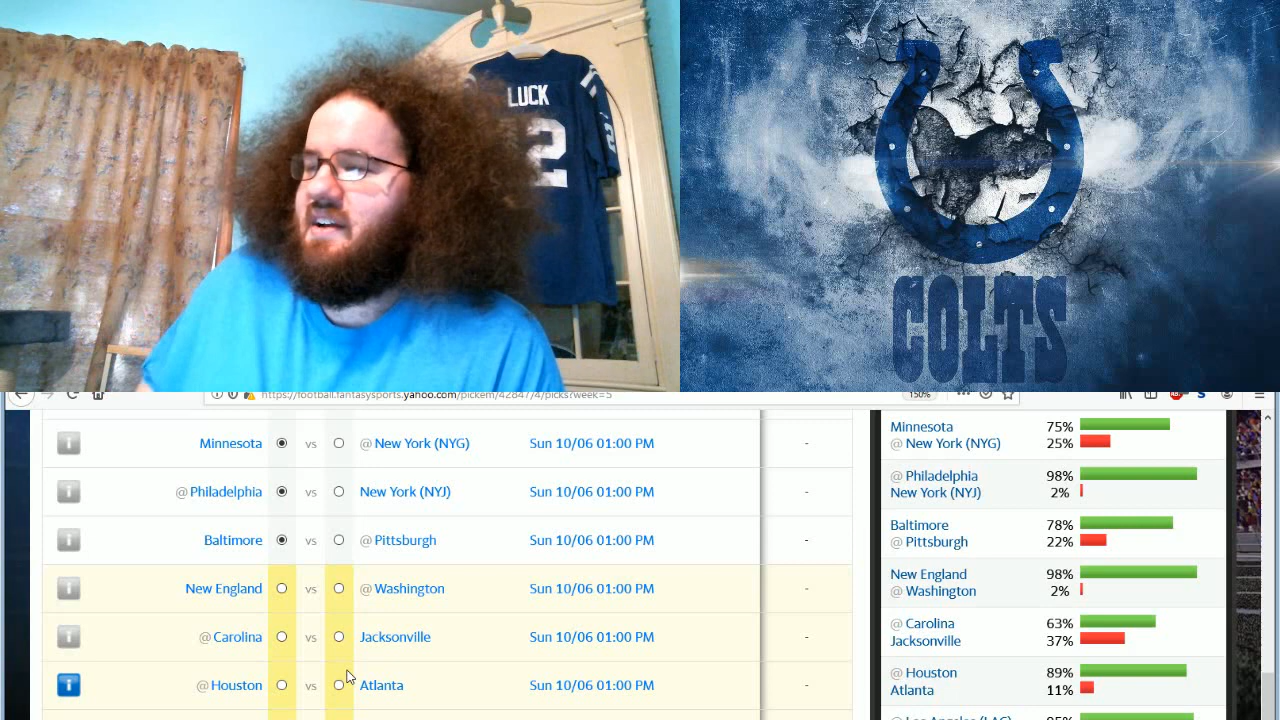 LUCK
2
COLTS
https://football.fantasysports.yahoo.com/pickem/42847/4/picks?week=5
150%
Minnesota vs @ New York (NYG) Sun 10/06 01:00 PM -
@ Philadelphia vs New York (NYJ) Sun 10/06 01:00 PM -
Baltimore vs @ Pittsburgh Sun 10/06 01:00 PM -
New England vs @ Washington Sun 10/06 01:00 PM -
@ Carolina vs Jacksonville Sun 10/06 01:00 PM -
@ Houston vs Atlanta Sun 10/06 01:00 PM -
Minnesota 75%
@ New York (NYG) 25%
@ Philadelphia 98%
New York (NYJ) 2%
Baltimore 78%
@ Pittsburgh 22%
New England 98%
@ Washington 2%
@ Carolina 63%
Jacksonville 37%
@ Houston 89%
Atlanta 11%
@ Los Angeles (LAC) 95%